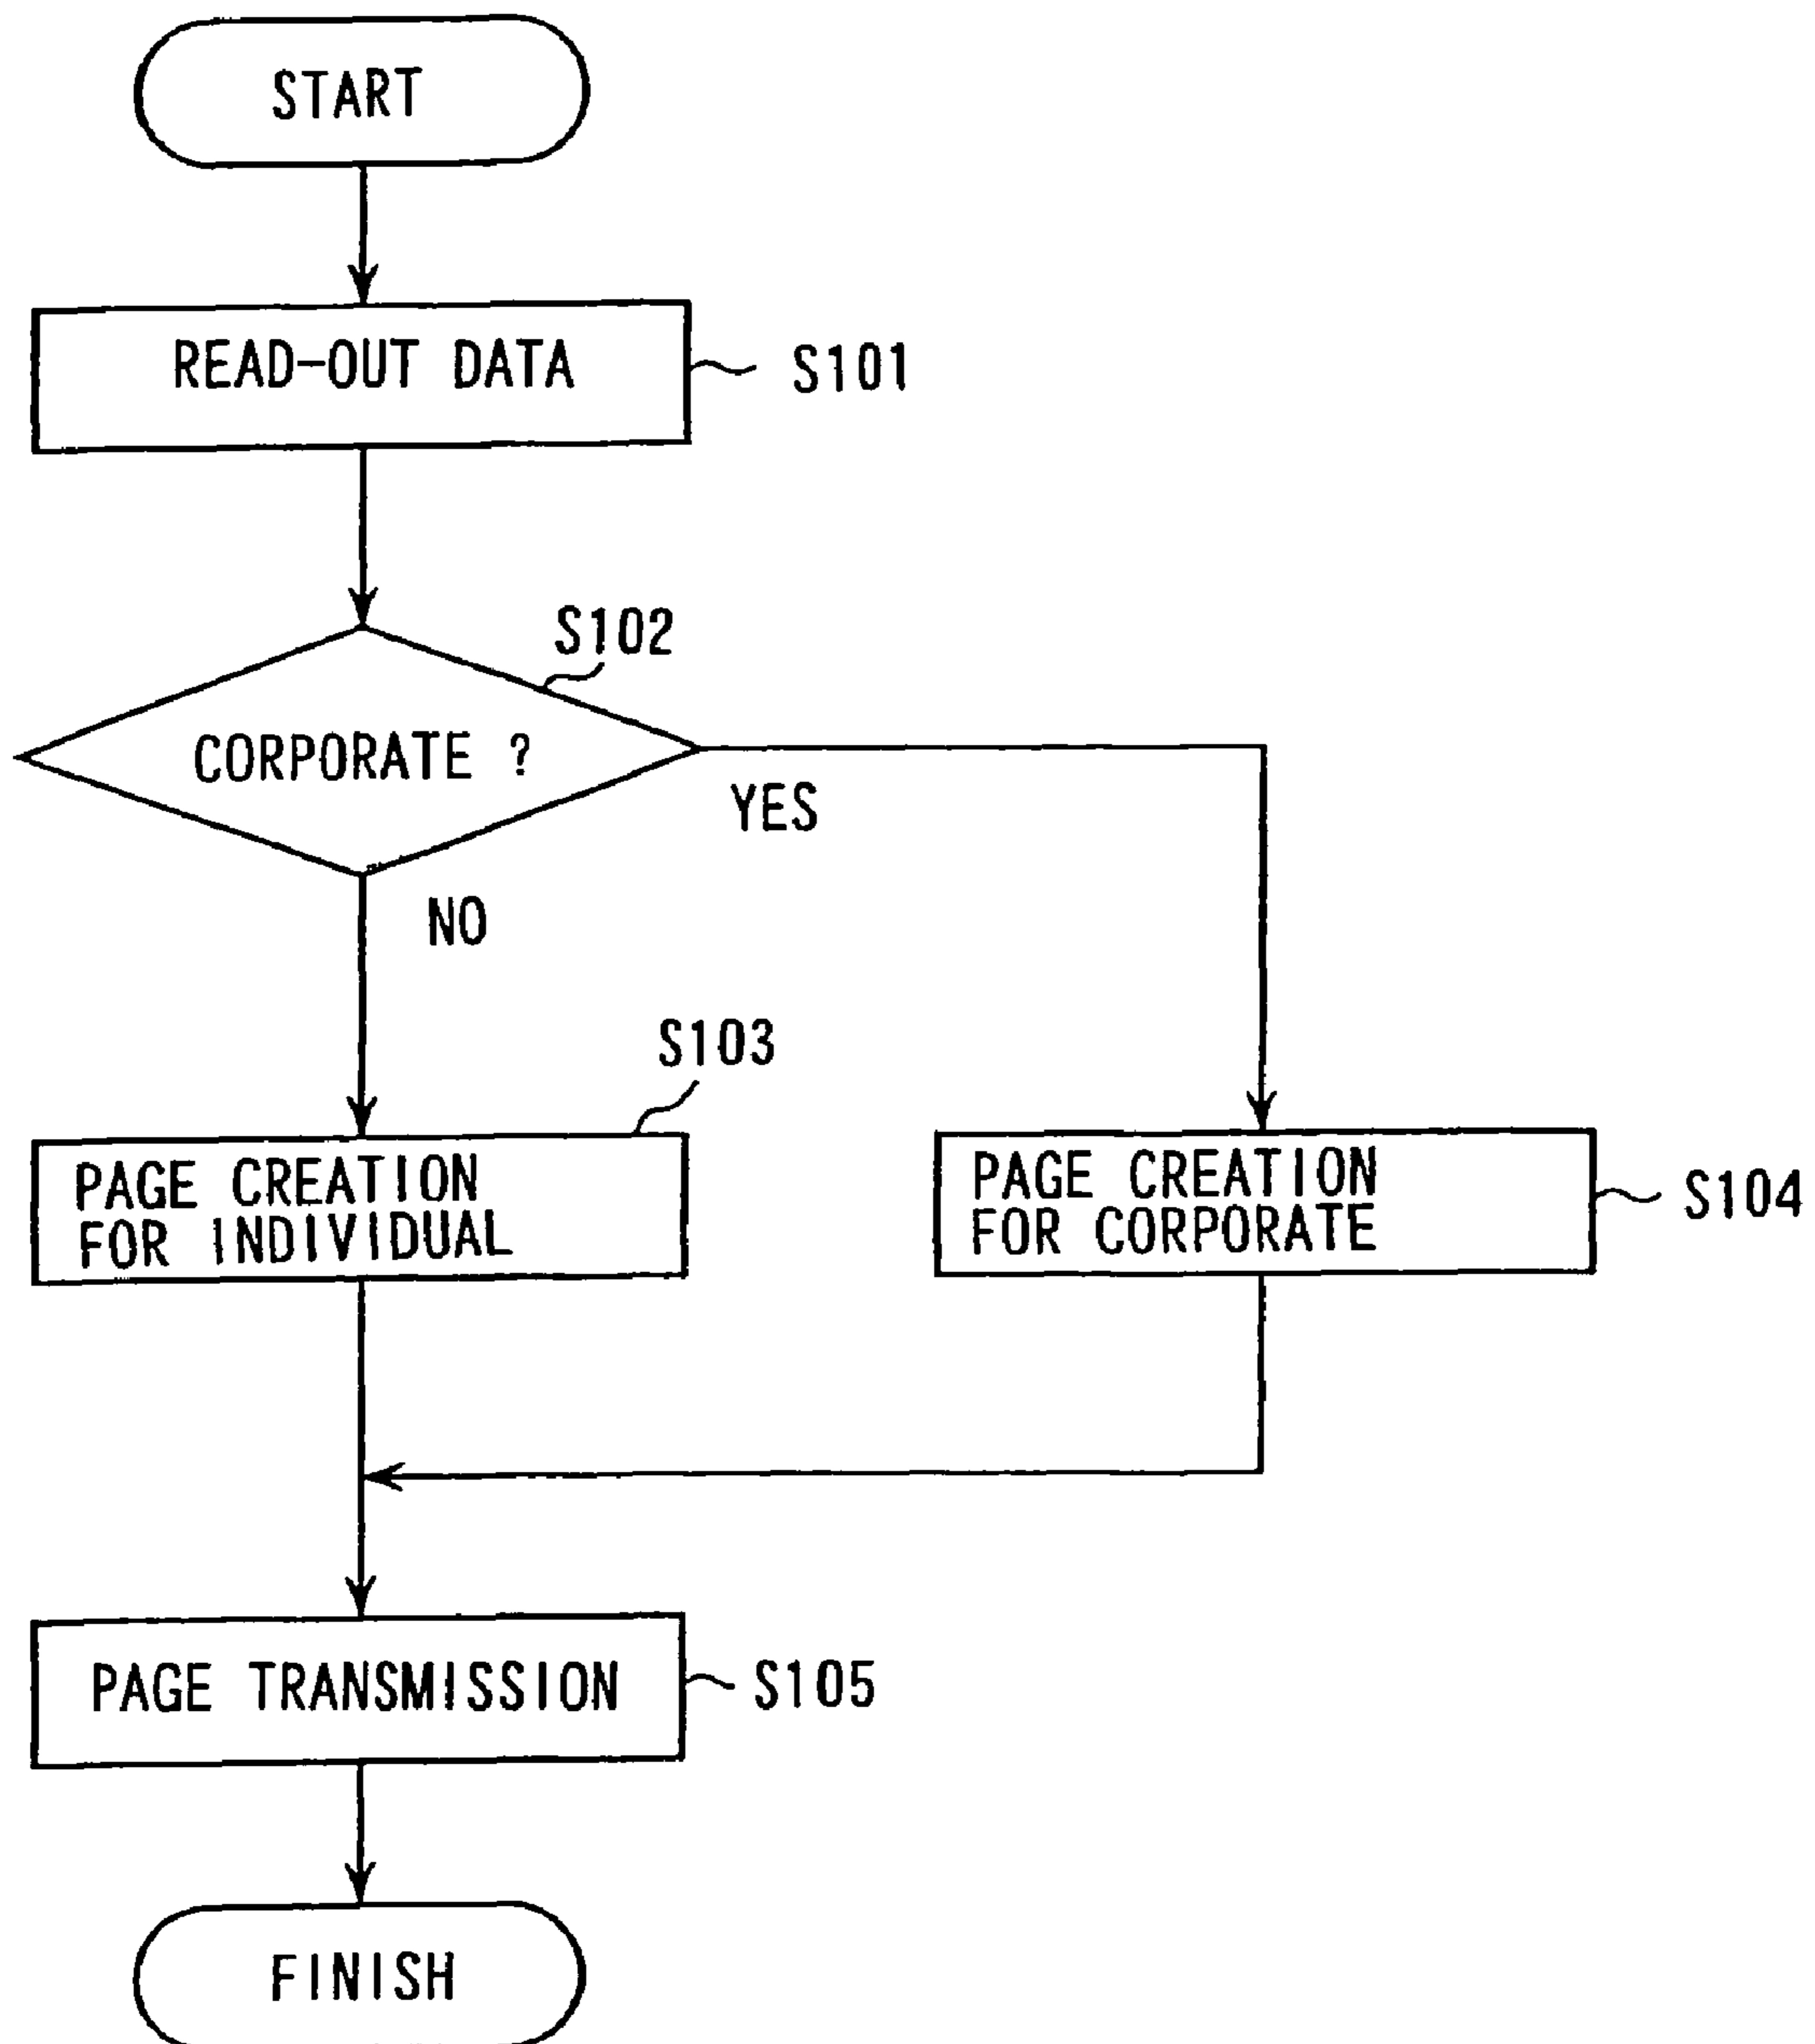 START
READ-OUT DATA
S101
S102
CORPORATE ?
YES
NO
S103
PAGE CREATION
FOR INDIVIDUAL
PAGE CREATION
FOR CORPORATE
S104
PAGE TRANSMISSION
S105
FINISH